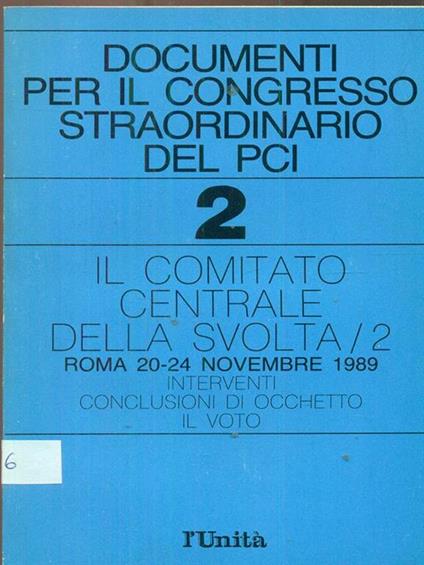 DOCUMENTI
PER IL CONGRESSO
STRAORDINARIO
DEL PCI
2
IL COMITATO
CENTRALE
DELLA SVOLTA/2
ROMA 20-24 NOVEMBRE 1989
INTERVENTI
CONCLUSIONI DI OCCHETTO
IL VOTO
6
l'Unità